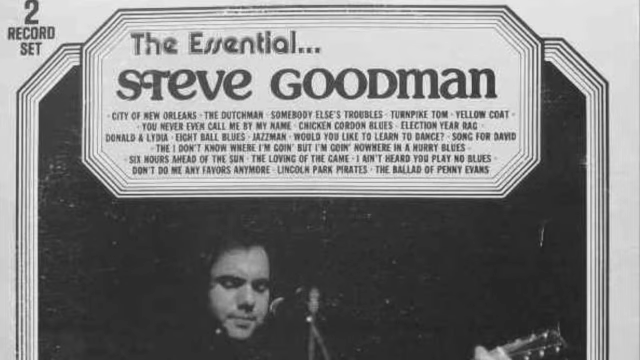 2
RECORD
SET
The Essential...
STEVE GOODMAN
· CITY OF NEW ORLEANS · THE DUTCHMAN · SOMEBODY ELSE'S TROUBLES · TURNPIKE TOM · YELLOW COAT ·
· YOU NEVER EVEN CALL ME BY MY NAME · CHICKEN CORDON BLUES · ELECTION YEAR RAG ·
DONALD & LYDIA · EIGHT BALL BLUES · JAZZMAN · WOULD YOU LIKE TO LEARN TO DANCE? · SONG FOR DAVID
· THE I DON'T KNOW WHERE I'M GOIN' BUT I'M GOIN' NOWHERE IN A HURRY BLUES ·
· SIX HOURS AHEAD OF THE SUN · THE LOVING OF THE GAME · I AIN'T HEARD YOU PLAY NO BLUES ·
DON'T DO ME ANY FAVORS ANYMORE · LINCOLN PARK PIRATES · THE BALLAD OF PENNY EVANS